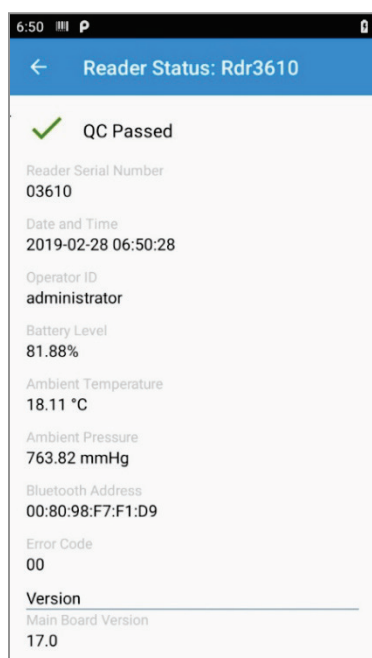 6:50 P
Reader Status: Rdr3610
QC Passed
Reader Serial Number
03610
Date and Time
2019-02-28 06:50:28
Operator ID
administrator
Battery Level
81.88%
Ambient Temperature
18.11 °C
Ambient Pressure
763.82 mmHg
Bluetooth Address
00:80:98:F7:F1:D9
Error Code
00
Version
Main Board Version
17.0